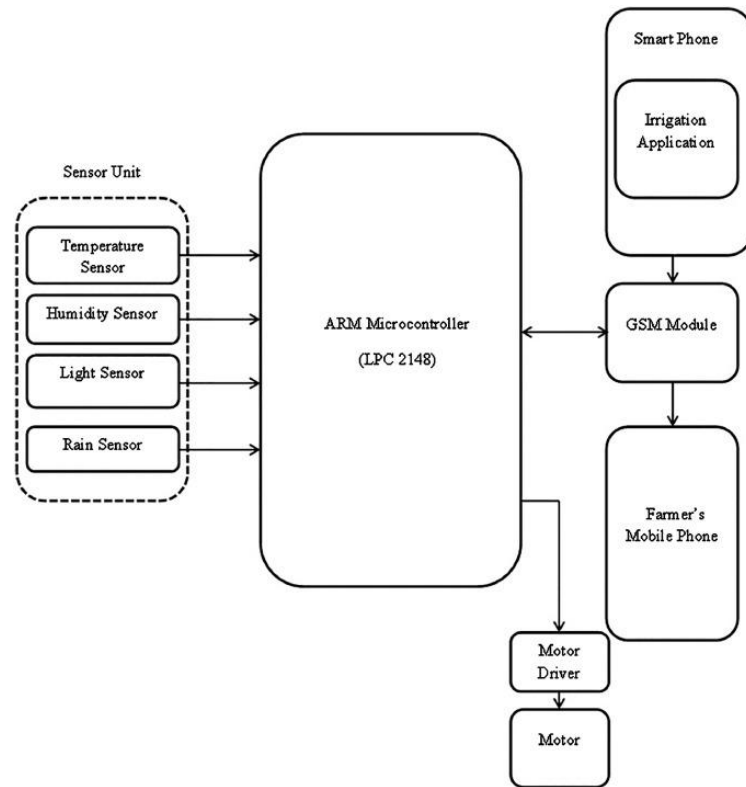 Smart Phone
Irrigation
Application
Sensor Unit
Temperature
Sensor
Humidity Sensor
Light Sensor
Rain Sensor
ARM Microcontroller
(LPC 2148)
GSM Module
Farmer's
Mobile Phone
Motor
Driver
Motor